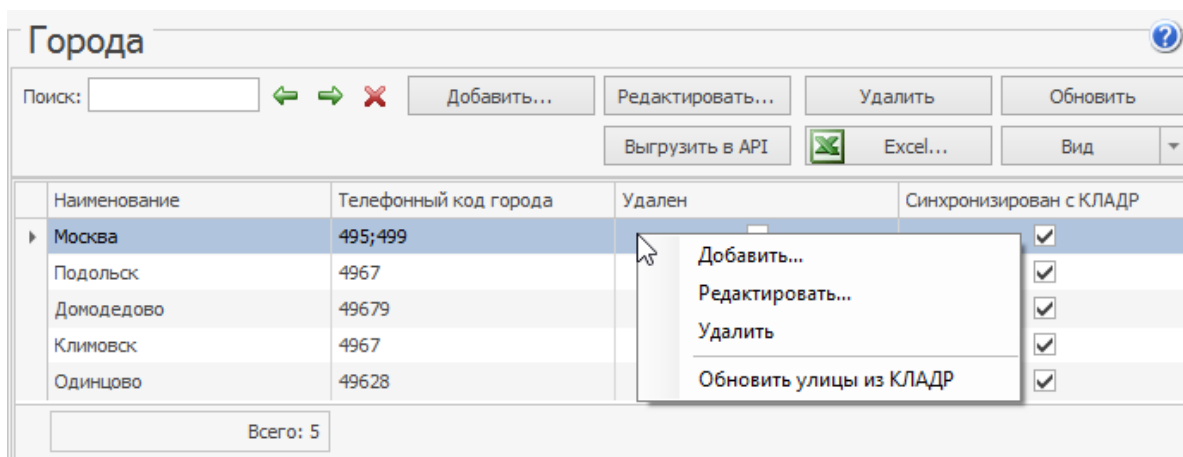 Города
Поиск: Добавить... Редактировать... Удалить Обновить
Выгрузить в API Excel... Вид
Наименование Телефонный код города Удален Синхронизирован с КЛАДР
Москва 495;499
Подольск 4967
Домодедово 49679
Климовск 4967
Одинцово 49628
Добавить...
Редактировать...
Удалить
Обновить улицы из КЛАДР
Всего: 5